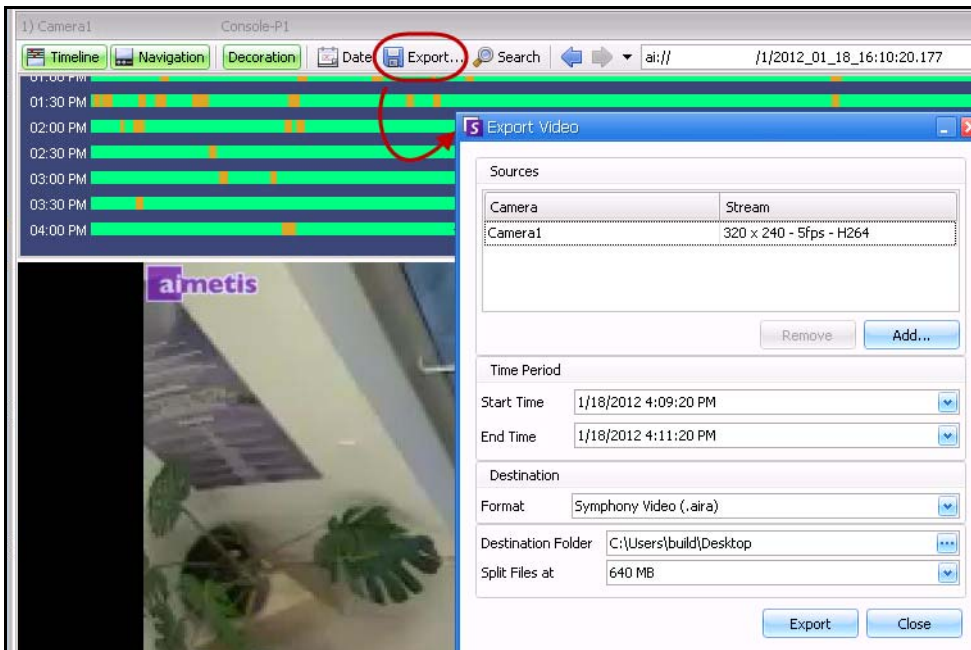 1) Camera1 Console-P1
Timeline Navigation Decoration Date Export... Search ai:// /1/2012_01_18_16:10:20.177
01:00 PM
01:30 PM
02:00 PM
02:30 PM
03:00 PM
03:30 PM
04:00 PM
aimetis
Export Video
Sources
Camera Stream
Camera1 320 x 240 - 5fps - H264
Remove Add...
Time Period
Start Time 1/18/2012 4:09:20 PM
End Time 1/18/2012 4:11:20 PM
Destination
Format Symphony Video (.aira)
Destination Folder C:\Users\build\Desktop
Split Files at 640 MB
Export Close